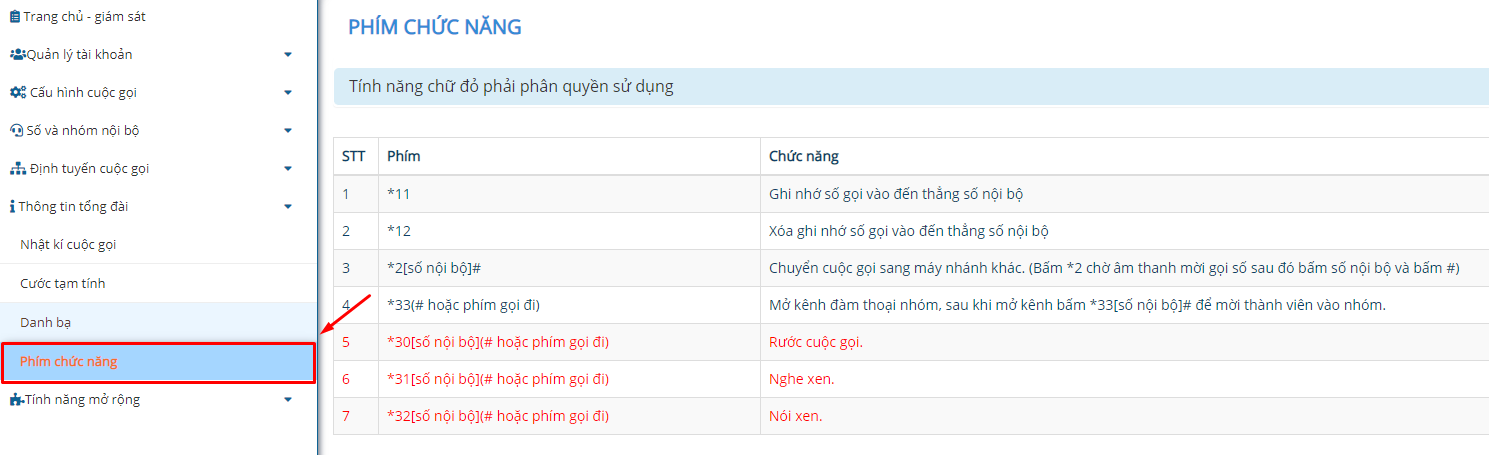 Trang chủ - giám sát
Quản lý tài khoản
Cấu hình cuộc gọi
Số và nhóm nội bộ
Định tuyến cuộc gọi
Thông tin tổng đài
Nhật kí cuộc gọi
Cước tạm tính
Danh bạ
Phím chức năng
Tính năng mở rộng
PHÍM CHỨC NĂNG
Tính năng chữ đỏ phải phân quyền sử dụng
STT Phím Chức năng
1 *11 Ghi nhớ số gọi vào đến thẳng số nội bộ
2 *12 Xóa ghi nhớ số gọi vào đến thẳng số nội bộ
3 *2[số nội bộ]# Chuyển cuộc gọi sang máy nhánh khác. (Bấm *2 chờ âm thanh mời gọi số sau đó bấm số nội bộ và bấm #)
4 *33(# hoặc phím gọi đi) Mở kênh đàm thoại nhóm, sau khi mở kênh bấm *33[số nội bộ]# để mời thành viên vào nhóm.
5 *30[số nội bộ](# hoặc phím gọi đi) Rước cuộc gọi.
6 *31[số nội bộ](# hoặc phím gọi đi) Nghe xen.
7 *32[số nội bộ](# hoặc phím gọi đi) Nói xen.